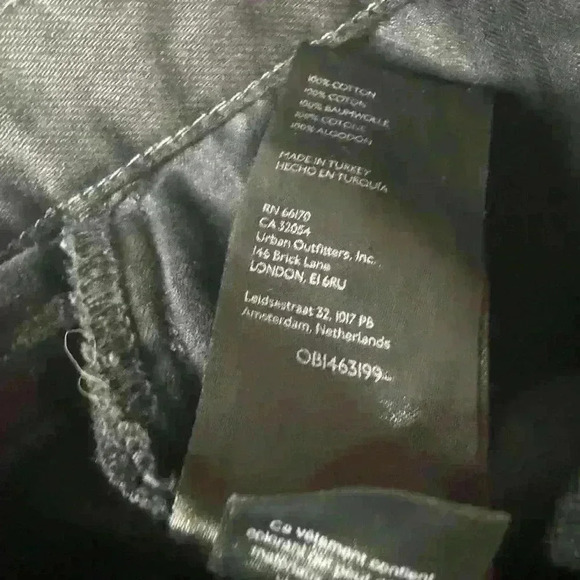 100% COTTON
100% COTON
100% BAUMWOLLE
100% COTONE
100% ALGODON
MADE IN TURKEY
HECHO EN TURQUIA
RN 66170
CA 32054
Urban Outfitters, Inc.
146 Brick Lane
LONDON, E1 6RU
Leidsestraat 32, 1017 PB
Amsterdam, Netherlands
OB1463199
Ce vêtement contient
colorant